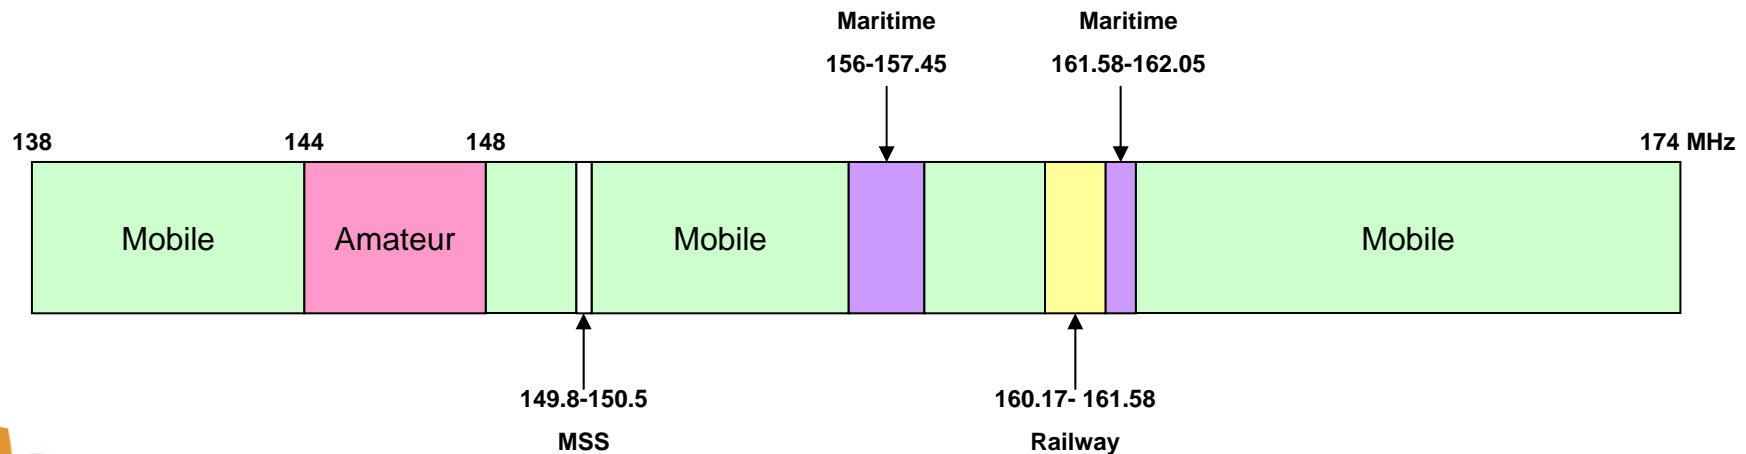 Maritime
Maritime
156-157.45
161.58-162.05
138
144
148
174 MHz
Mobile
Amateur
Mobile
Mobile
149.8-150.5
160.17- 161.58
MSS
Railway